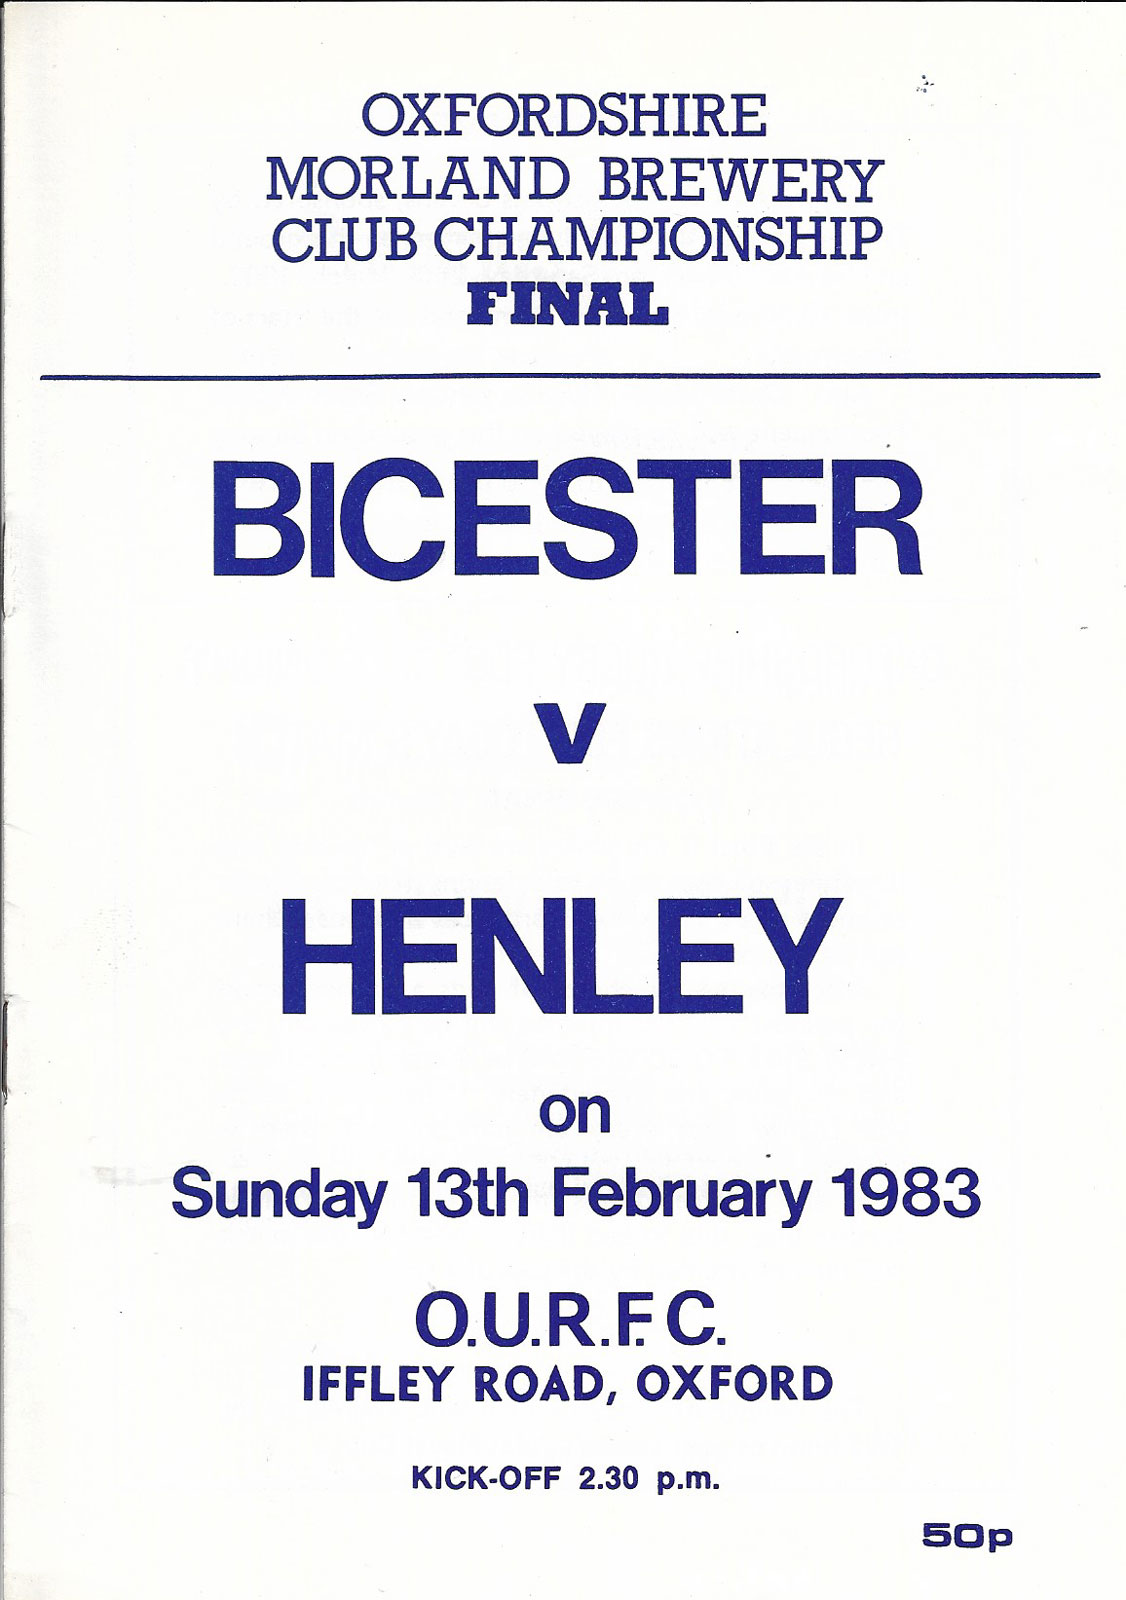 OXFORDSHIRE
MORLAND BREWERY
CLUB CHAMPIONSHIP
FINAL
BICESTER
v
HENLEY
on
Sunday 13th February 1983
O.U.R.F.C.
IFFLEY ROAD, OXFORD
KICK-OFF 2.30 p.m.
50p